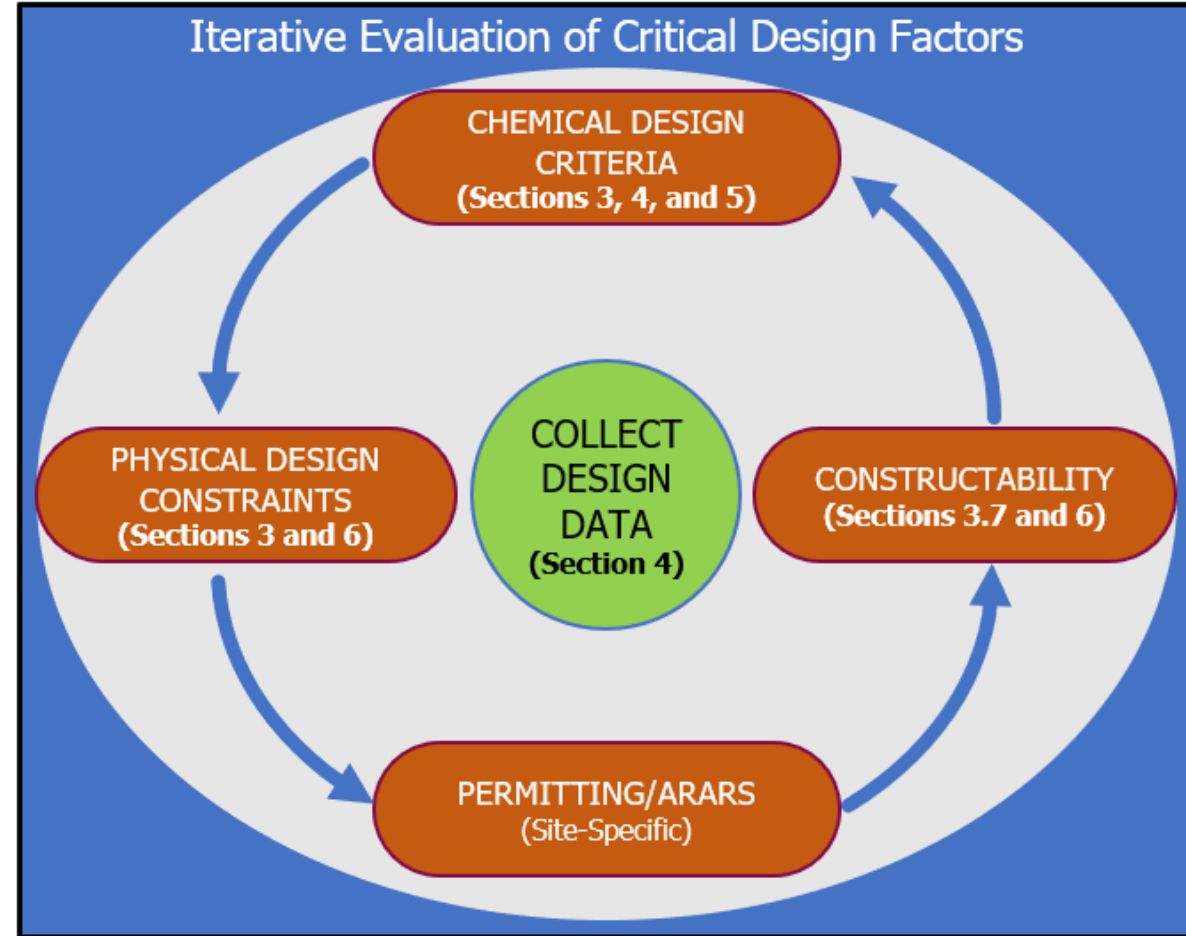 Iterative Evaluation of Critical Design Factors
CHEMICAL DESIGN
CRITERIA
(Sections 3, 4, and 5)
PHYSICAL DESIGN
CONSTRAINTS
(Sections 3 and 6)
COLLECT
DESIGN
DATA
(Section 4)
CONSTRUCTABILITY
(Sections 3.7 and 6)
PERMITTING/ARARS
(Site-Specific)